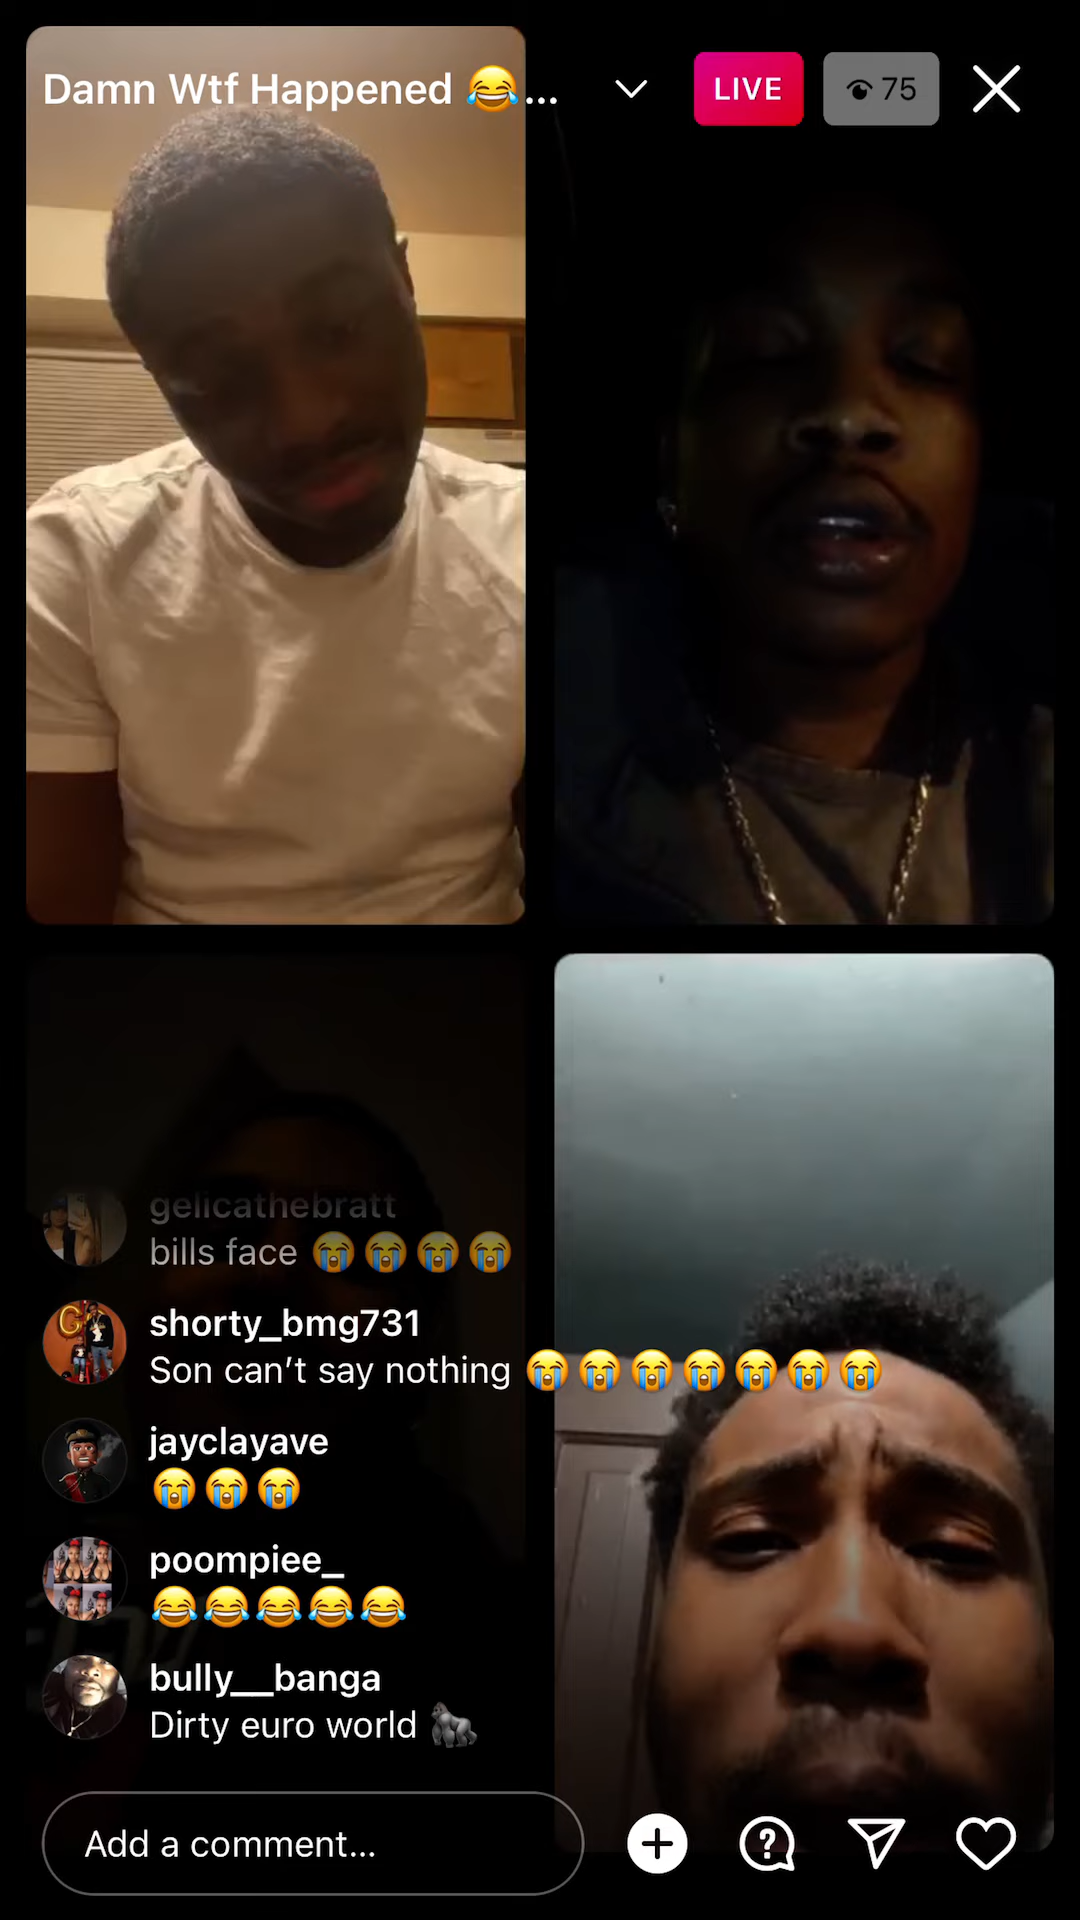 Damn Wtf Happened 😂...
LIVE
75
gelicathebratt
bills face 😭😭😭😭
shorty_bmg731
Son can’t say nothing 😭😭😭😭😭😭😭
jayclayave
😭😭😭
poompiee_
😂😂😂😂😂
bully__banga
Dirty euro world 🦍
Add a comment...